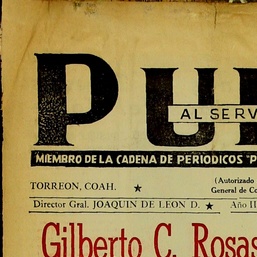 PU
AL SERV
MIEMBRO DE LA CADENA DE PERIODICOS "P
TORREON, COAH. ★ (Autorizado
General de Co
Director Gral. JOAQUIN DE LEON D. ★ Año II
Gilberto C. Rosas